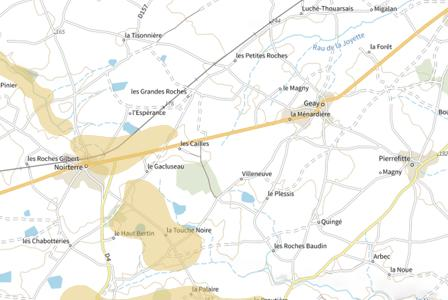 Luché-Thouarsais
Migalan
D157
la Tisonnière
Rau de la Joyette
la Forêt
les Petites Roches
Pinier
les Grandes Roches
le Magny
Geay
l'Espérance
la Ménardière
les Cailles
les Roches Gilbert
Noirterre
le Gacluseau
Pierrefitte
Magny
Villeneuve
le Plessis
Quingé
le Haut Bertin
la Touche Noire
les Chabotteries
les Roches Baudin
D4
Arbec
la Noue
la Palaire